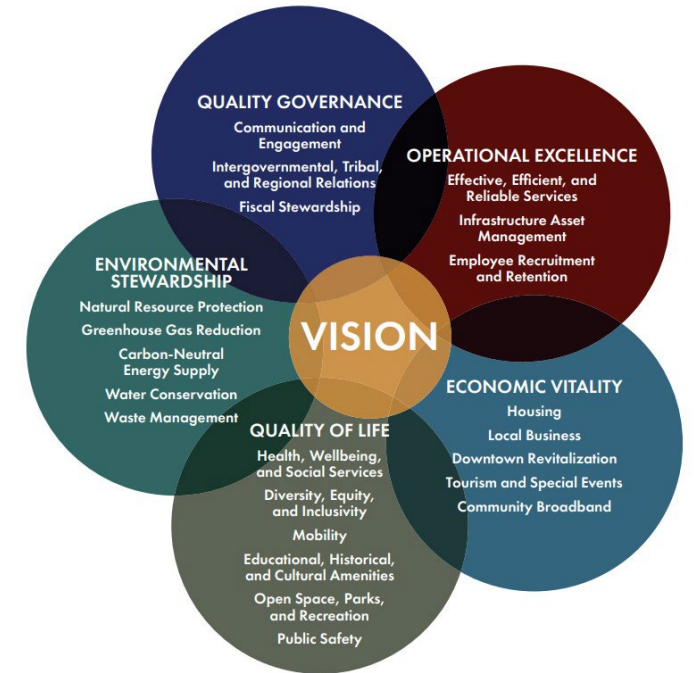 QUALITY GOVERNANCE
Communication and
Engagement
Intergovernmental, Tribal,
and Regional Relations
Fiscal Stewardship
OPERATIONAL EXCELLENCE
Effective, Efficient, and
Reliable Services
Infrastructure Asset
Management
Employee Recruitment
and Retention
ENVIRONMENTAL
STEWARDSHIP
Natural Resource Protection
Greenhouse Gas Reduction
Carbon-Neutral
Energy Supply
Water Conservation
Waste Management
VISION
ECONOMIC VITALITY
Housing
Local Business
Downtown Revitalization
Tourism and Special Events
Community Broadband
QUALITY OF LIFE
Health, Wellbeing,
and Social Services
Diversity, Equity,
and Inclusivity
Mobility
Educational, Historical,
and Cultural Amenities
Open Space, Parks,
and Recreation
Public Safety